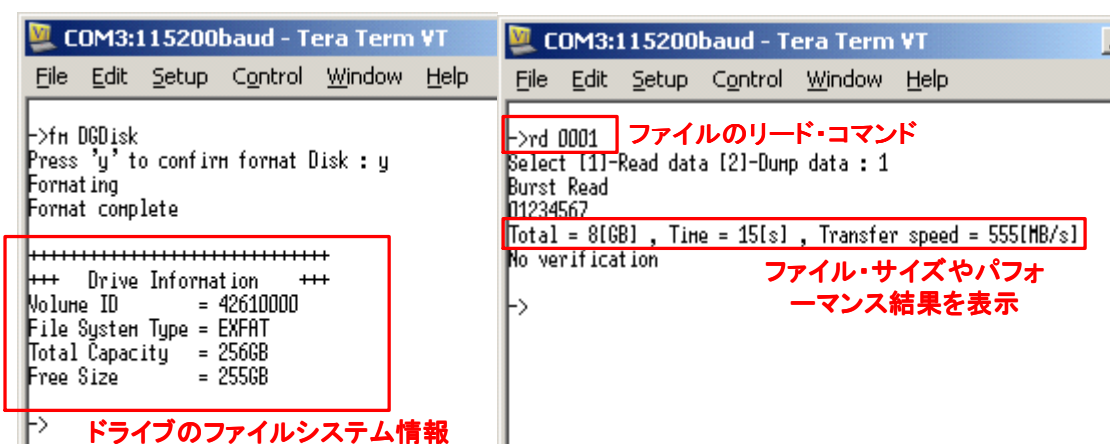 COM3:115200baud - Tera Term VT
File Edit Setup Control Window Help
->fm DGDisk
Press 'y' to confirm format Disk : y
Formating
Format complete
++++++++++++++++++++++++++++++++
+++ Drive Information +++
Volume ID = 42610000
File System Type = EXFAT
Total Capacity = 256GB
Free Size = 255GB
->
ドライブのファイルシステム情報
COM3:115200baud - Tera Term VT
File Edit Setup Control Window Help
->rd 0001
ファイルのリード・コマンド
Select [1]-Read data [2]-Dump data : 1
Burst Read
01234567
Total = 8[GB] , Time = 15[s] , Transfer speed = 555[MB/s]
No verification
ファイル・サイズやパフォ
ーマンス結果を表示
->